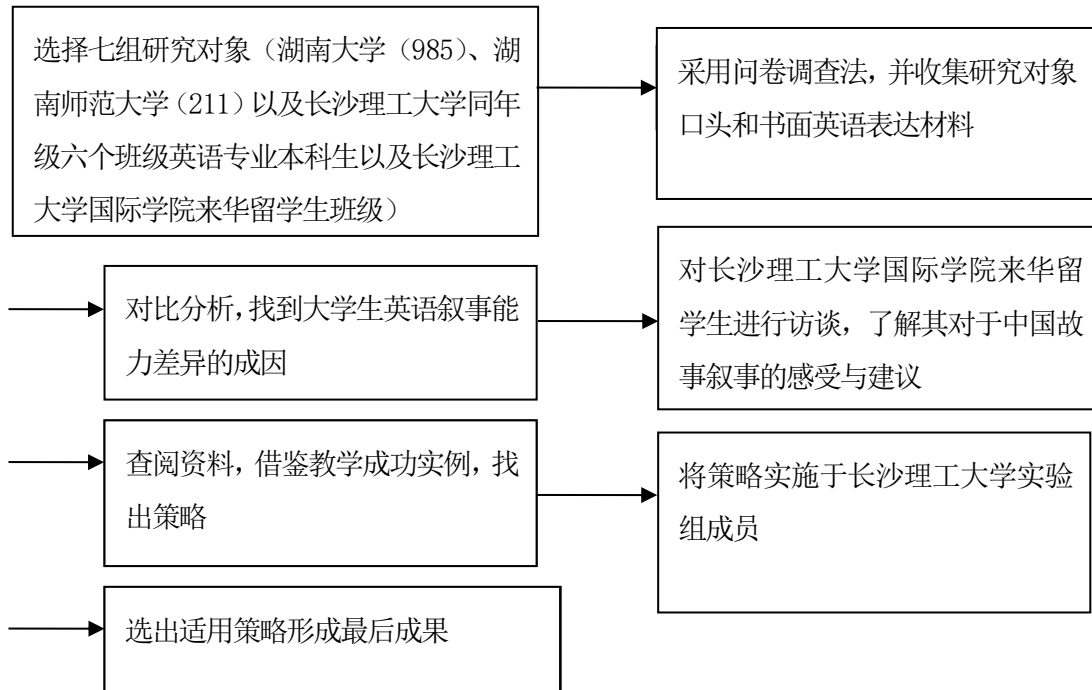 选择七组研究对象（湖南大学（985）、湖
南师范大学（211）以及长沙理工大学同年
级六个班级英语专业本科生以及长沙理工
大学国际学院来华留学生班级）
采用问卷调查法，并收集研究对象
口头和书面英语表达材料
对比分析，找到大学生英语叙事能
力差异的成因
对长沙理工大学国际学院来华留
学生进行访谈，了解其对于中国故
事叙事的感受与建议
查阅资料，借鉴教学成功实例，找
出策略
将策略实施于长沙理工大学实验
组成员
选出适用策略形成最后成果